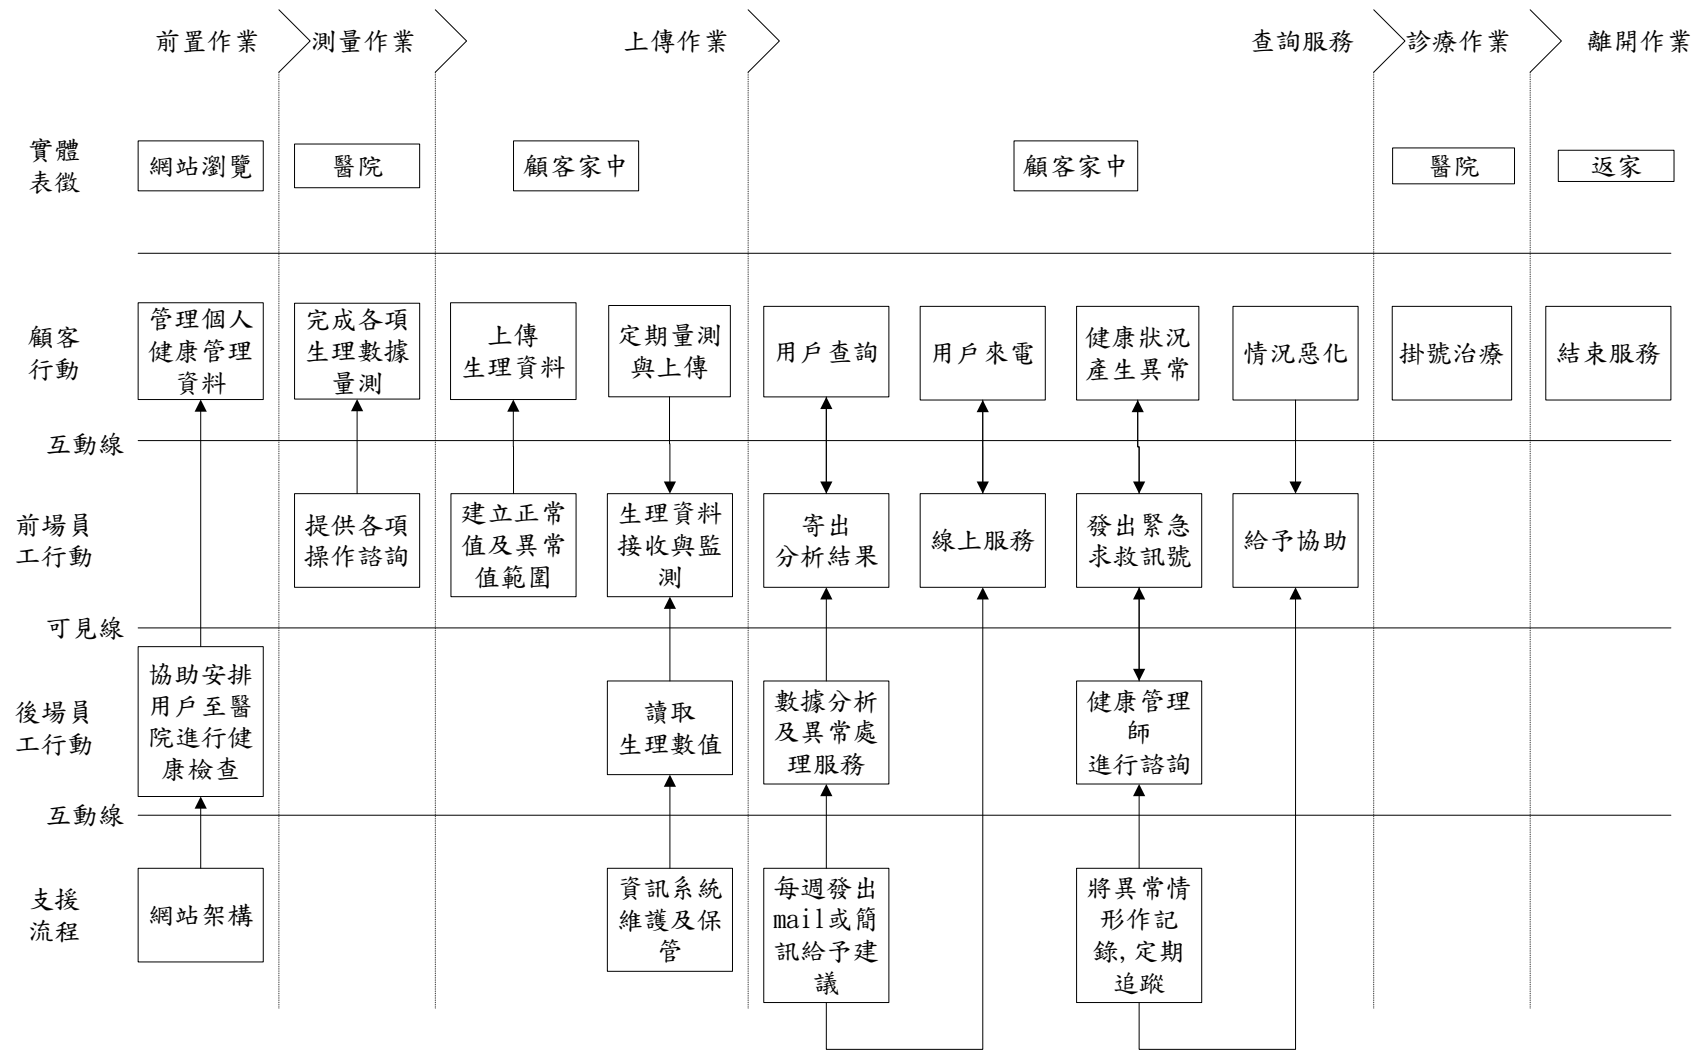 前置作業
測量作業
上傳作業
查詢服務
診療作業
離開作業
實體
表徵
網站瀏覽
醫院
顧客家中
顧客家中
醫院
返家
顧客
行動
管理個人
健康管理
資料
完成各項
生理數據
量測
上傳
生理資料
定期量測
與上傳
用戶查詢
用戶來電
健康狀況
產生異常
情況惡化
掛號治療
結束服務
互動線
前場員
工行動
提供各項
操作諮詢
建立正常
值及異常
值範圍
生理資料
接收與監
測
寄出
分析結果
線上服務
發出緊急
求救訊號
給予協助
可見線
後場員
工行動
協助安排
用戶至醫
院進行健
康檢查
讀取
生理數值
數據分析
及異常處
理服務
健康管理
師
進行諮詢
互動線
支援
流程
網站架構
資訊系統
維護及保
管
每週發出
mail或簡
訊給予建
議
將異常情
形作記
錄,定期
追蹤